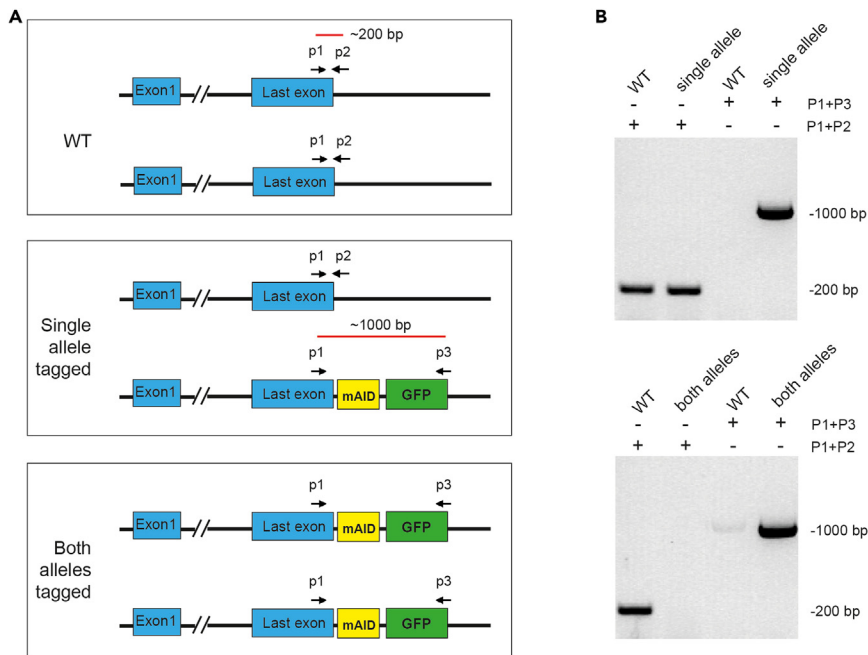 A
~200 bp
p1 p2
Exon1 // Last exon
WT
p1 p2
Exon1 // Last exon
p1 p2
Exon1 // Last exon
Single
allele
tagged
~1000 bp
p1 p3
Exon1 // Last exon mAID GFP
Both
alleles
tagged
p1 p3
Exon1 // Last exon mAID GFP
p1 p3
Exon1 // Last exon mAID GFP
B
WT single allele WT single allele
- - + + P1+P3
+ + - - P1+P2
-1000 bp
-200 bp
WT both alleles WT both alleles
- - + + P1+P3
+ + - - P1+P2
-1000 bp
-200 bp